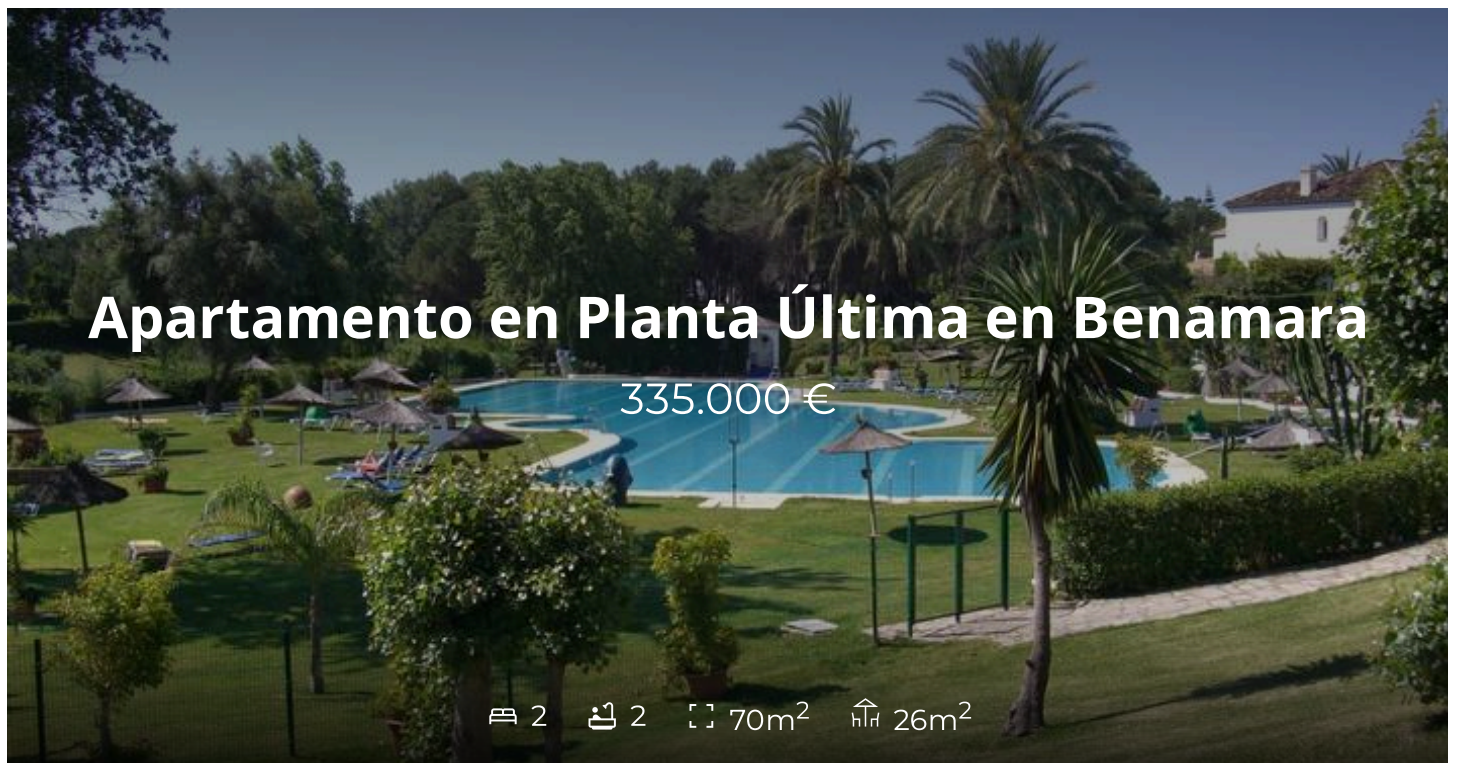 Apartamento en Planta Última en Benamara
335.000 €
2 2 70m² 26m²